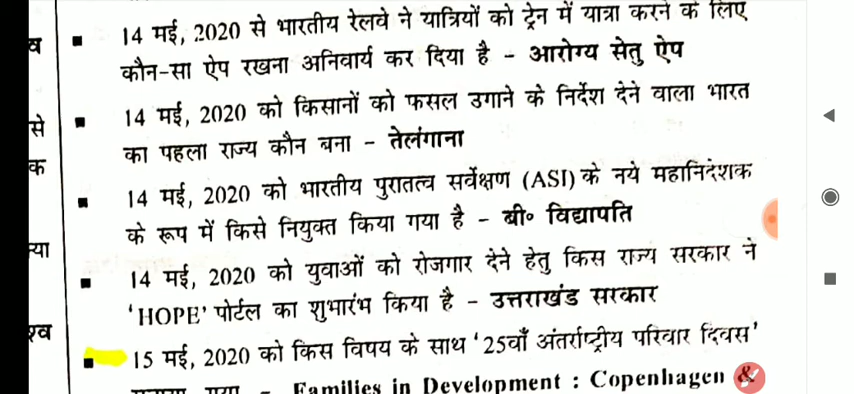 14 मई, 2020 से भारतीय रेलवे ने यात्रियों को ट्रेन में यात्रा करने के लिए
व
कौन-सा ऐप रखना अनिवार्य कर दिया है - आरोग्य सेतु ऐप
14 मई, 2020 को किसानों को फसल उगाने के निर्देश देने वाला भारत
से
का पहला राज्य कौन बना - तेलंगाना
क
14 मई, 2020 को भारतीय पुरातत्व सर्वेक्षण (ASI) के नये महानिदेशक
के रूप में किसे नियुक्त किया गया है - बी० विद्यापति
त्या
14 मई, 2020 को युवाओं को रोजगार देने हेतु किस राज्य सरकार ने
'HOPE' पोर्टल का शुभारंभ किया है - उत्तराखंड सरकार
श्व
15 मई, 2020 को किस विषय के साथ '25वाँ अंतर्राष्ट्रीय परिवार दिवस'
गया - Families in Development : Copenhagen &